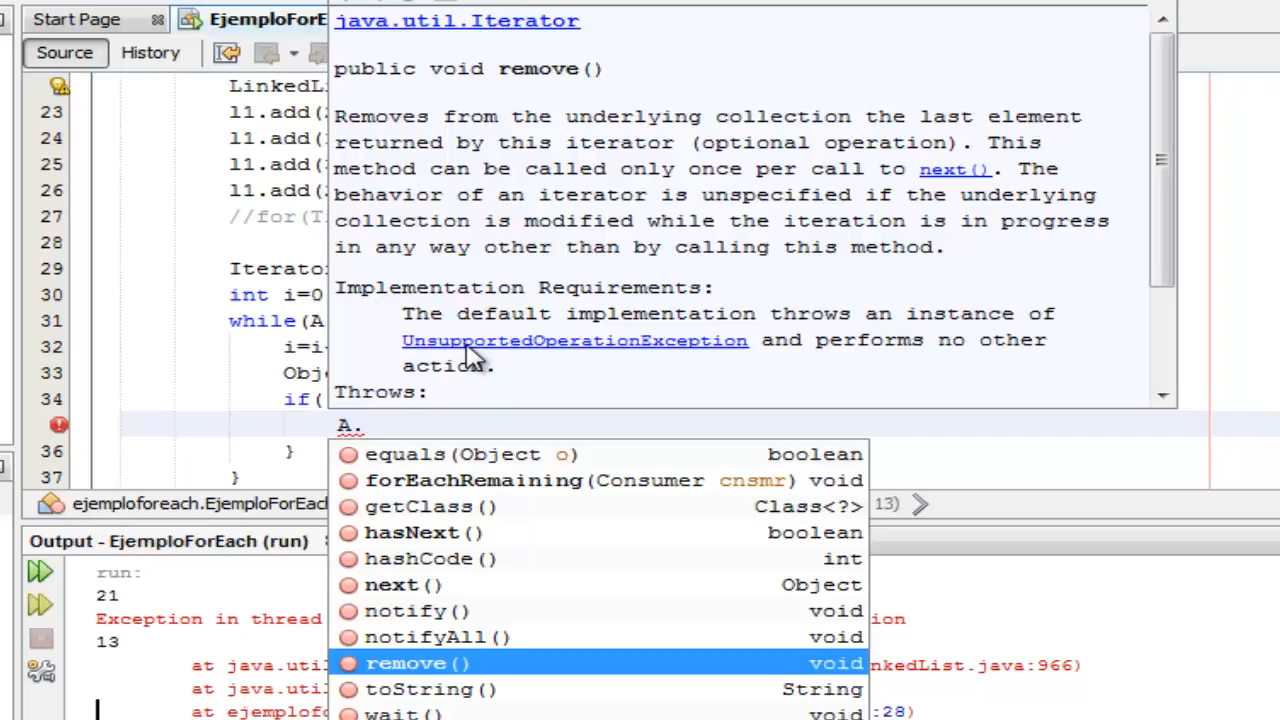 Start Page
EjemploForE
java.util.Iterator
Source History
public void remove()
Removes from the underlying collection the last element
returned by this iterator (optional operation). This
method can be called only once per call to next(). The
behavior of an iterator is unspecified if the underlying
collection is modified while the iteration is in progress
in any way other than by calling this method.
Implementation Requirements:
The default implementation throws an instance of
UnsupportedOperationException and performs no other
action.
Throws:
LinkedLi
23 l1.add(
24 l1.add(
25 l1.add(
26 l1.add(
27 //for(T
28
29 Iterator
30 int i=0
31 while(A
32 i=i
33 Obj
34 if(
A.
36 }
37 }
equals(Object o) boolean
forEachRemaining(Consumer cnsmr) void
getClass() Class<?>
hasNext() boolean
hashCode() int
next() Object
notify() void
notifyAll() void
remove() void
toString() String
wait() void
ejemploforeach.EjemploForEach
13)
Output - EjemploForEach (run)
run:
21
Exception in thread ion
13
at java.util nkedList.java:966)
at java.uti
at ejemplofo :28)